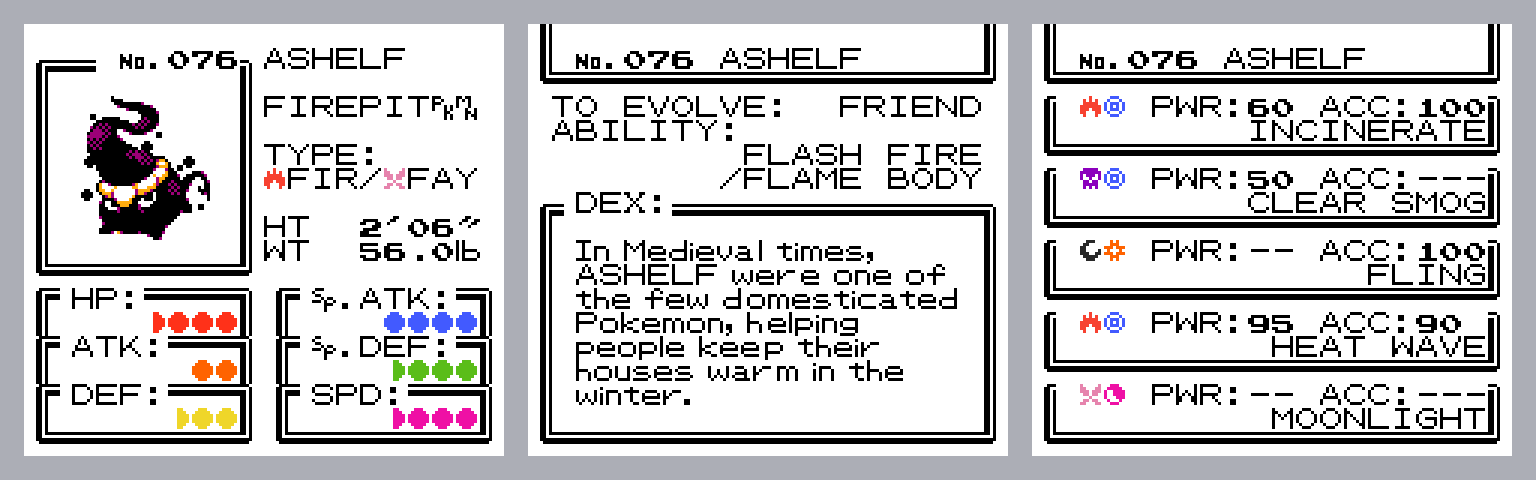 No.076 ASHELF
FIREPITPKMN
TYPE:
FIR/FAY
HT 2'06"
WT 56.0lb
HP:
ATK:
DEF:
Sp.ATK:
Sp.DEF:
SPD:
No.076 ASHELF
TO EVOLVE: FRIEND
ABILITY:
FLASH FIRE
/FLAME BODY
DEX:
In Medieval times,
ASHELF were one of
the few domesticated
Pokemon, helping
people keep their
houses warm in the
winter.
No.076 ASHELF
PWR:60 ACC:100
INCINERATE
PWR:50 ACC:---
CLEAR SMOG
PWR:-- ACC:100
FLING
PWR:95 ACC:90
HEAT WAVE
PWR:-- ACC:---
MOONLIGHT